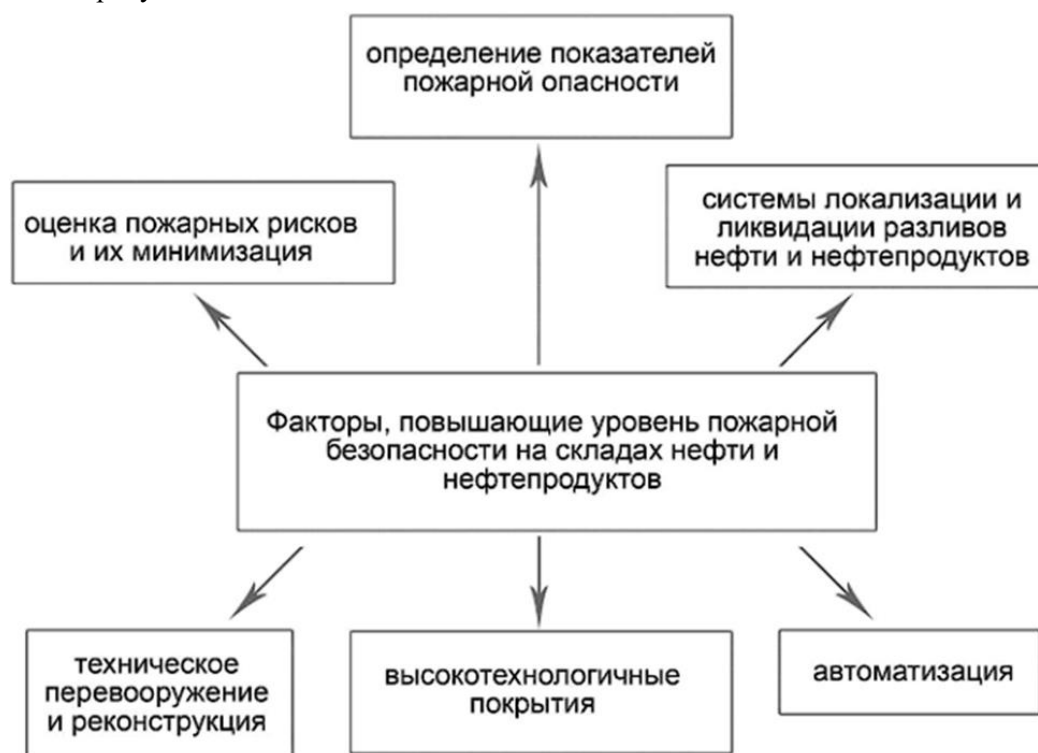 определение показателей
пожарной опасности
оценка пожарных рисков
и их минимизация
системы локализации и
ликвидации разливов
нефти и нефтепродуктов
Факторы, повышающие уровень пожарной
безопасности на складах нефти и
нефтепродуктов
техническое
перевооружение
и реконструкция
высокотехнологичные
покрытия
автоматизация